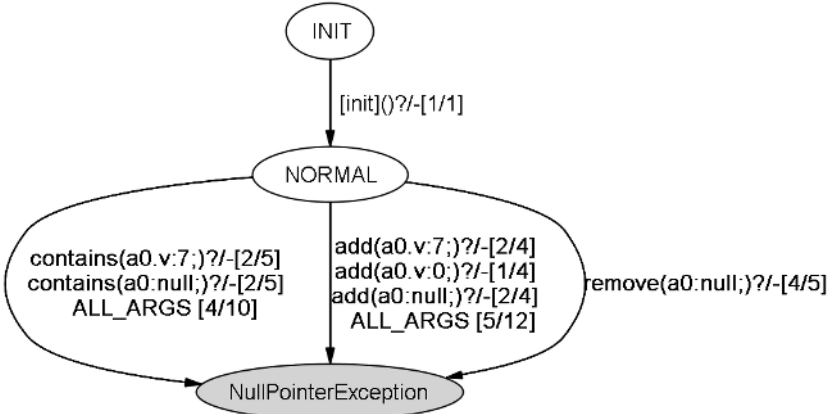 INIT
[init]()?/-[1/1]
NORMAL
contains(a0.v:7;)?/-[2/5]
contains(a0:null;)?/-[2/5]
ALL_ARGS [4/10]
add(a0.v:7;)?/-[2/4]
add(a0.v:0;)?/-[1/4]
add(a0:null;)?/-[2/4]
ALL_ARGS [5/12]
remove(a0:null;)?/-[4/5]
NullPointerException